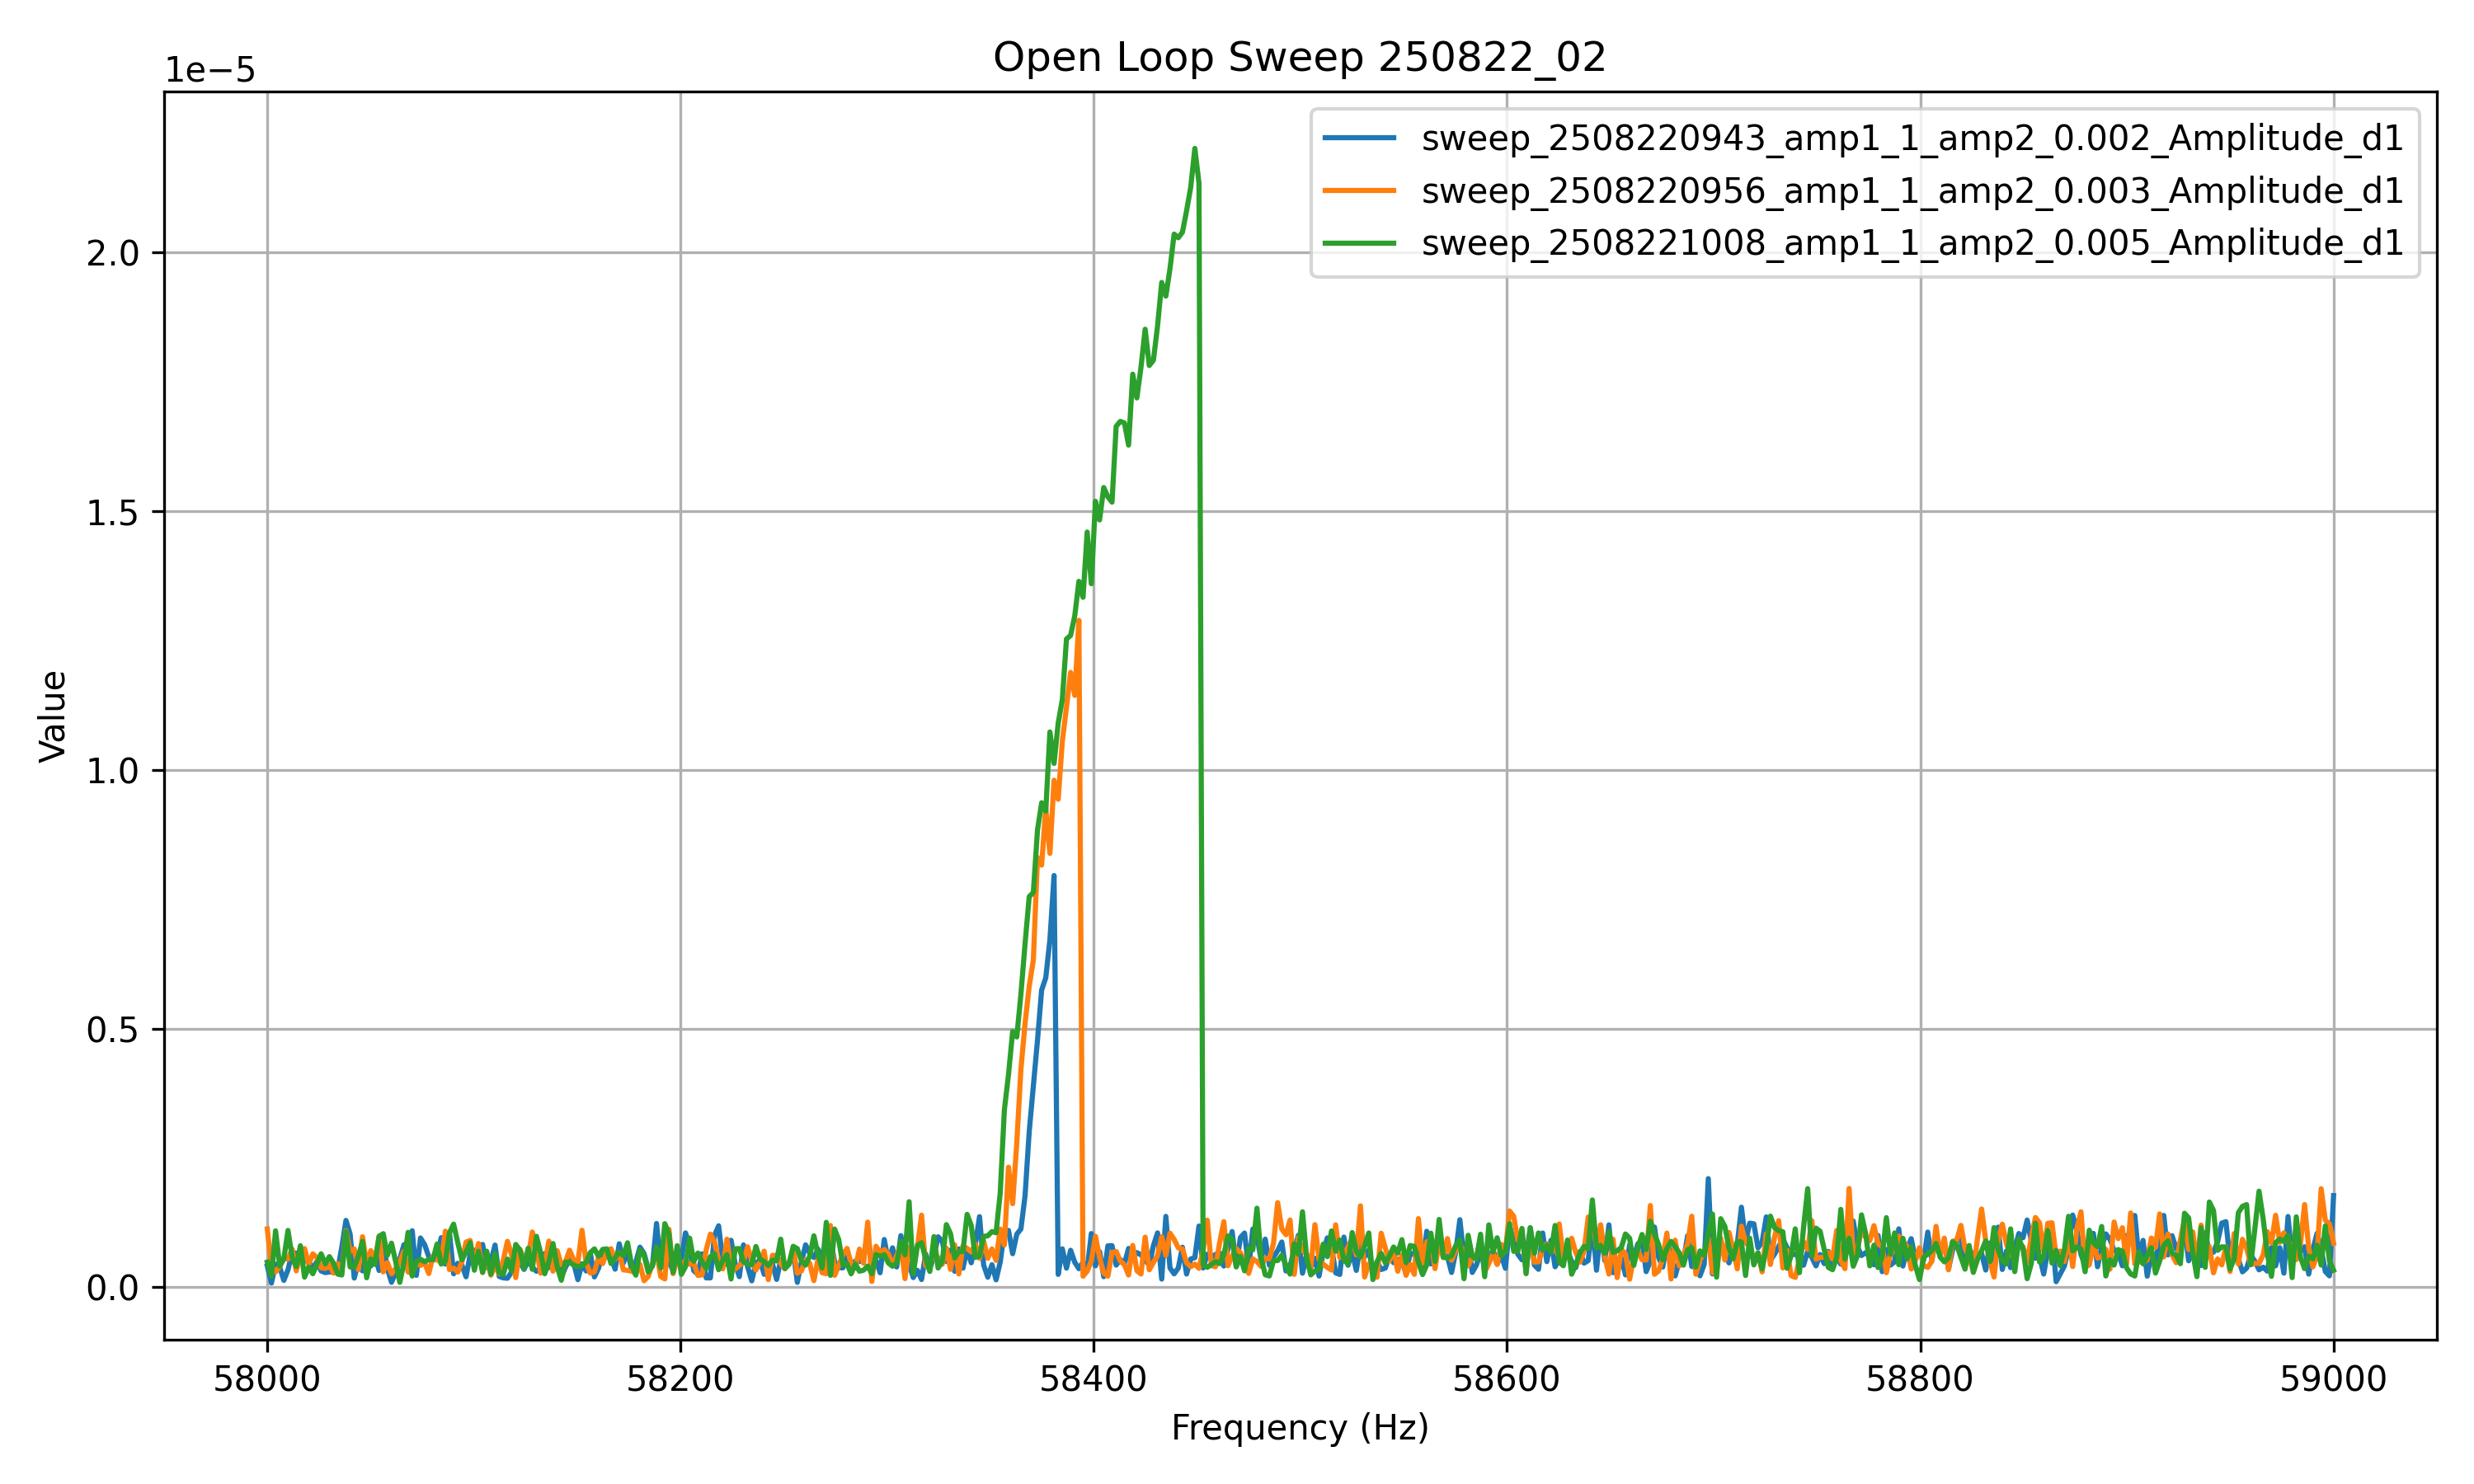 Open Loop Sweep 250822_02
1e−5
sweep_2508220943_amp1_1_amp2_0.002_Amplitude_d1
sweep_2508220956_amp1_1_amp2_0.003_Amplitude_d1
sweep_2508221008_amp1_1_amp2_0.005_Amplitude_d1
2.0
1.5
1.0
0.5
0.0
Value
58000 58200 58400 58600 58800 59000
Frequency (Hz)